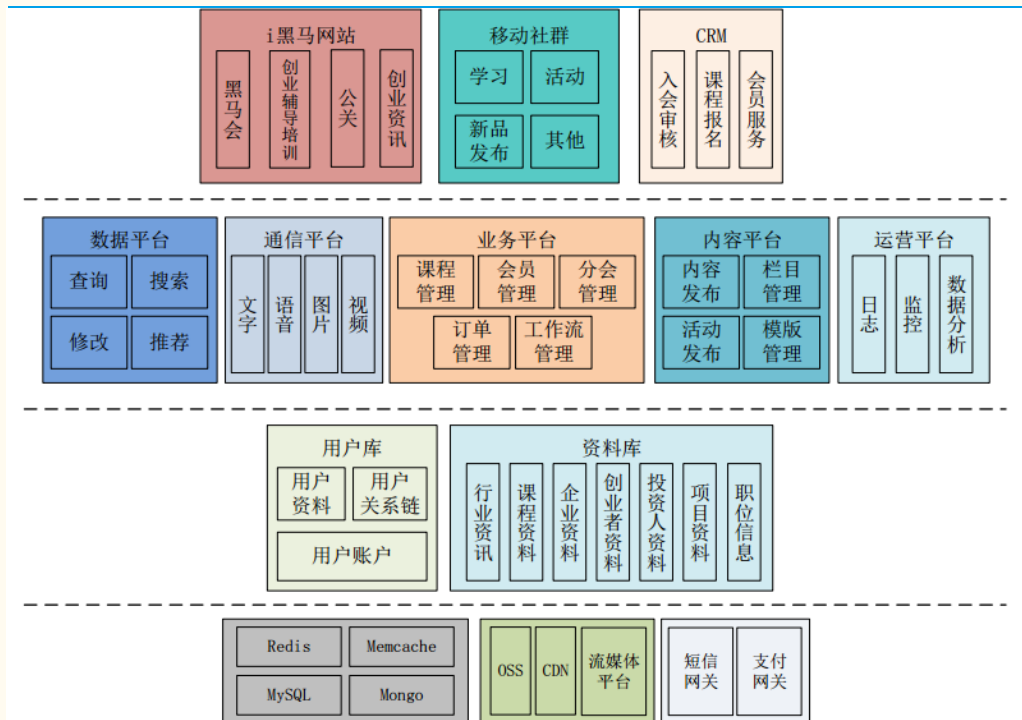 i黑马网站
黑马会
创业辅导培训
公关
创业资讯
移动社群
学习
活动
新品
发布
其他
CRM
入会审核
课程报名
会员服务
数据平台
查询
搜索
修改
推荐
通信平台
文字
语音
图片
视频
业务平台
课程
管理
会员
管理
分会
管理
订单
管理
工作流
管理
内容平台
内容
发布
栏目
管理
活动
发布
模版
管理
运营平台
日志
监控
数据分析
用户库
用户
资料
用户
关系链
用户账户
资料库
行业资讯
课程资料
企业资料
创业者资料
投资人资料
项目资料
职位信息
Redis
Memcache
MySQL
Mongo
OSS
CDN
流媒体
平台
短信
网关
支付
网关